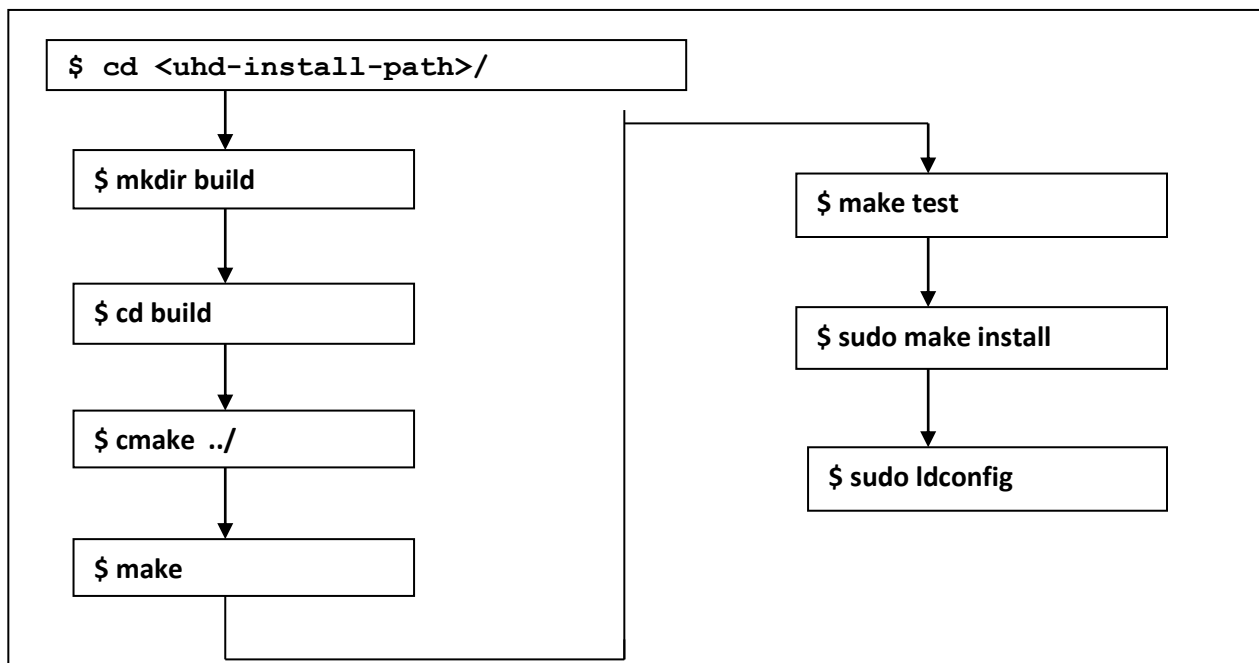 $ cd <uhd-install-path>/
$ mkdir build
$ cd build
$ cmake ../
$ make
$ make test
$ sudo make install
$ sudo ldconfig